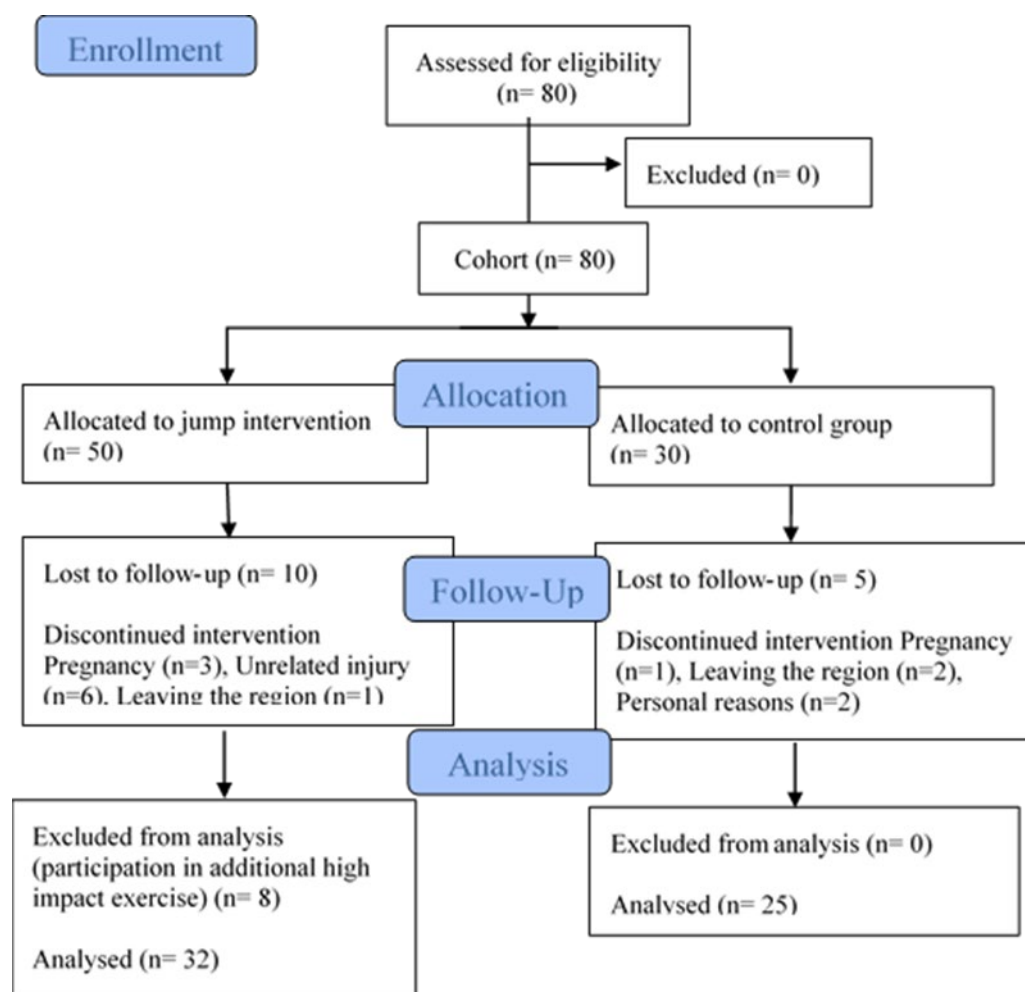 Enrollment
Assessed for eligibility
(n= 80)
Excluded (n= 0)
Cohort (n= 80)
Allocation
Allocated to jump intervention
(n= 50)
Allocated to control group
(n= 30)
Follow-Up
Lost to follow-up (n= 10)
Discontinued intervention
Pregnancy (n=3), Unrelated injury
(n=6), Leaving the region (n=1)
Lost to follow-up (n= 5)
Discontinued intervention Pregnancy
(n=1), Leaving the region (n=2),
Personal reasons (n=2)
Analysis
Excluded from analysis
(participation in additional high
impact exercise) (n= 8)
Analysed (n= 32)
Excluded from analysis (n= 0)
Analysed (n= 25)